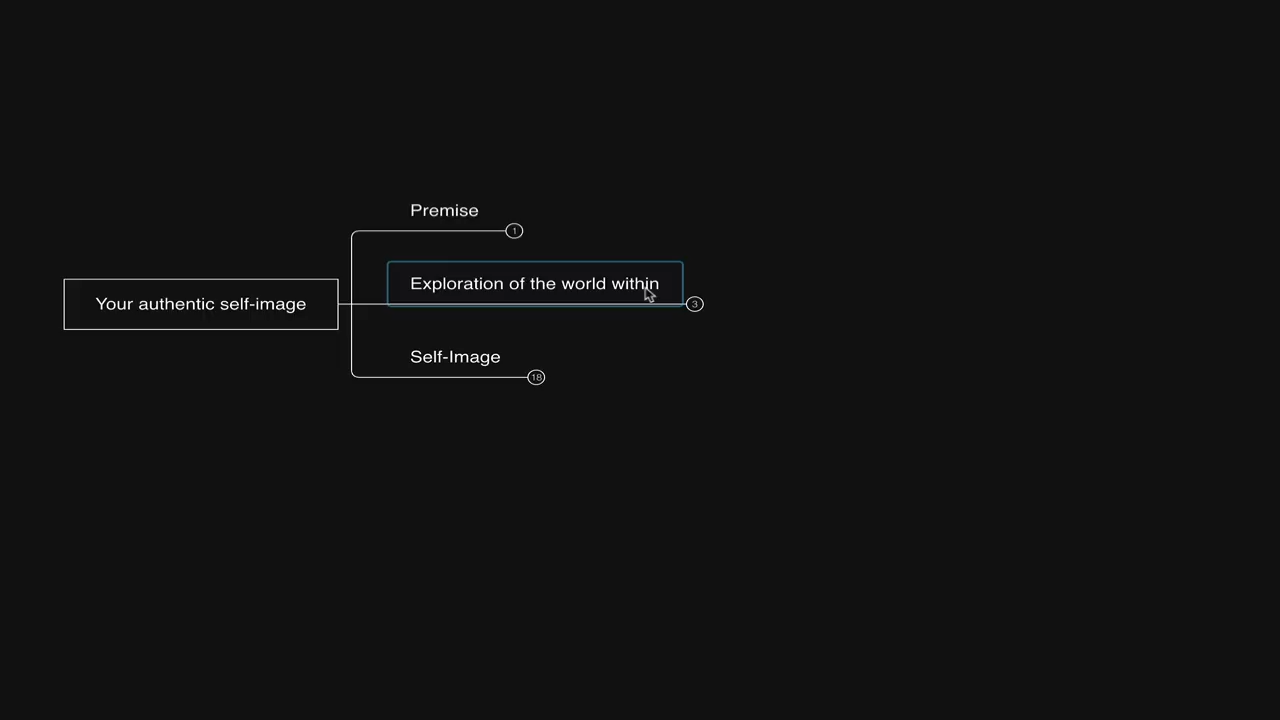 Premise
1
Exploration of the world within
Your authentic self-image
3
Self-Image
18